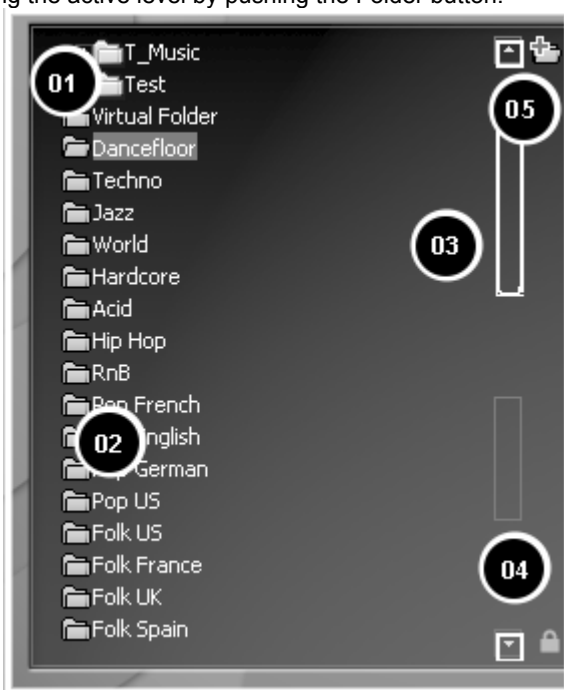 ng the active level by pushing the Folder button.
T_Music
01
Test
05
Virtual Folder
Dancefloor
Techno
Jazz
World
03
Hardcore
Acid
Hip Hop
RnB
Pop French
02
English
German
Pop US
Folk US
Folk France
04
Folk UK
Folk Spain